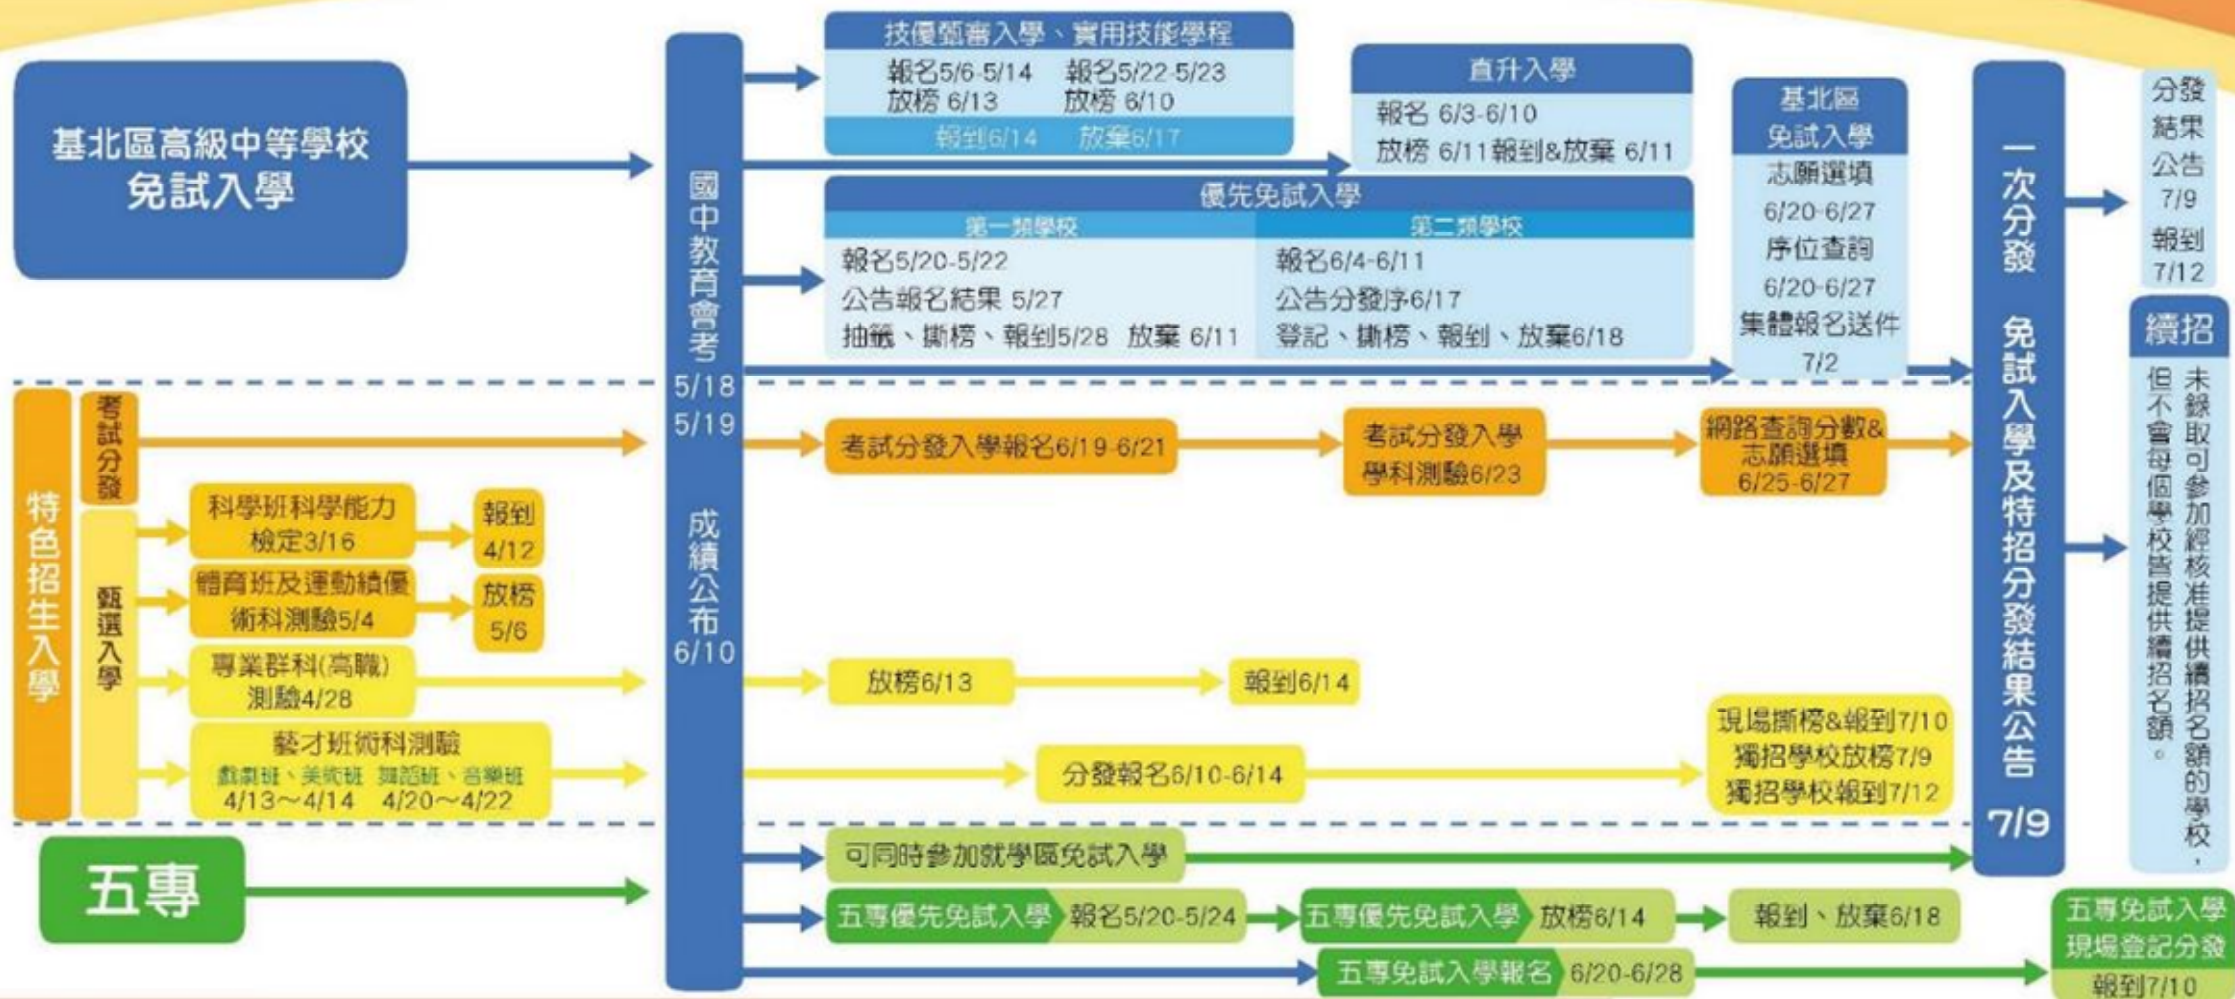 基北區高級中等學校
免試入學
國中教育會考
5/18
5/19
成績公布
6/10
技優甄審入學、實用技能學程
報名5/6-5/14 報名5/22-5/23
放榜 6/13 放榜 6/10
報到6/14 放棄6/17
直升入學
報名 6/3-6/10
放榜 6/11報到&放棄 6/11
優先免試入學
第一類學校 第二類學校
報名5/20-5/22
公告報名結果 5/27
抽籤、撕榜、報到5/28 放棄 6/11
報名6/4-6/11
公告分發序6/17
登記、撕榜、報到、放棄6/18
基北區
免試入學
志願選填
6/20-6/27
序位查詢
6/20-6/27
集體報名送件
7/2
一次分發 免試入學及特招分發結果公告 7/9
分發
結果
公告
7/9
報到
7/12
續招
未錄取可參加經核准提供續招名額的學校，
但不會每個學校皆提供續招名額。
特色招生入學
考試分發
考試分發入學報名6/19-6/21
考試分發入學
學科測驗6/23
網路查詢分數&
志願選填
6/25-6/27
甄選入學
科學班科學能力
檢定3/16
報到
4/12
體育班及運動績優
術科測驗5/4
放榜
5/6
專業群科(高職)
測驗4/28
放榜6/13
報到6/14
藝才班術科測驗
戲劇班、美術班 舞蹈班、音樂班
4/13～4/14 4/20～4/22
分發報名6/10-6/14
現場撕榜&報到7/10
獨招學校放榜7/9
獨招學校報到7/12
五專
可同時參加就學區免試入學
五專優先免試入學 報名5/20-5/24
五專優先免試入學 放榜6/14
報到、放棄6/18
五專免試入學報名 6/20-6/28
五專免試入學
現場登記分發
報到7/10